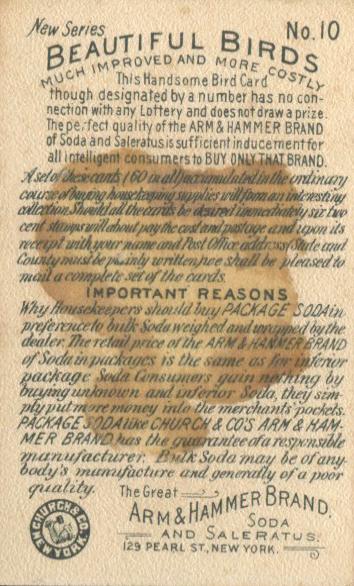 New Series No. 10
BEAUTIFUL BIRDS
MUCH IMPROVED AND MORE COSTLY
This Handsome Bird Card
though designated by a number has no con-
nection with any Lottery and does not draw a prize.
The perfect quality of the ARM & HAMMER BRAND
of Soda and Saleratus is sufficient inducement for
all intelligent consumers to BUY ONLY THAT BRAND.
A set of these cards (60 in all) accumulated in the ordinary
course of buying housekeeping supplies will form an interesting
collection. Should all the cards be desired immediately six two
cent stamps will about pay the cost and postage and upon its
receipt with your name and Post Office address, State and
County must be plainly written, we shall be pleased to
mail a complete set of the cards.
IMPORTANT REASONS
Why Housekeepers should buy PACKAGE SODA in
preference to bulk Soda weighed and wrapped by the
dealer. The retail price of the ARM & HAMMER BRAND
of Soda in packages is the same as for inferior
package Soda Consumers gain nothing by
buying unknown and inferior Soda, they sim-
ply put more money into the merchants' pockets.
PACKAGE SODA like CHURCH & CO'S ARM & HAM-
MER BRAND has the guarantee of a responsible
manufacturer. Bulk Soda may be of any-
body's manufacture and generally of a poor
quality.
The Great
ARM & HAMMER BRAND.
SODA
AND SALERATUS.
129 PEARL ST., NEW YORK.
CHURCH & CO.
NEW YORK